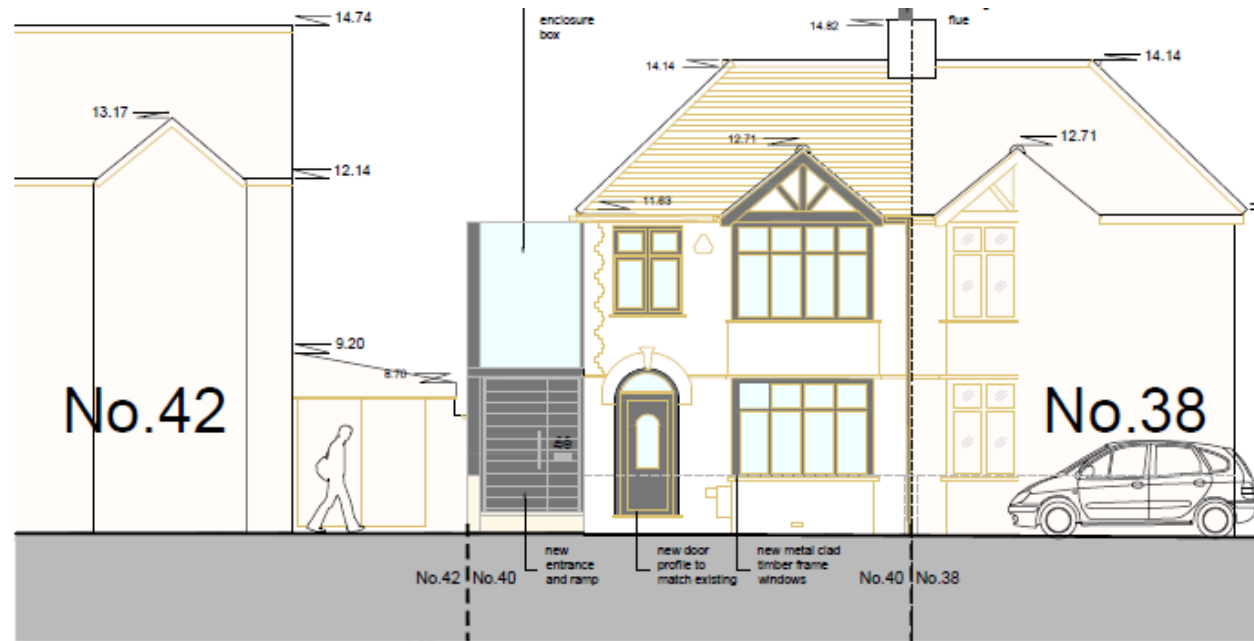 14.74
enclosure
box
14.82
flue
14.14
14.14
13.17
12.71
12.71
12.14
11.63
9.20
8.70
No.42
No.38
new
entrance
and ramp
new door
profile to
match existing
new metal clad
timber frame
windows
No.42
No.40
No.40
No.38